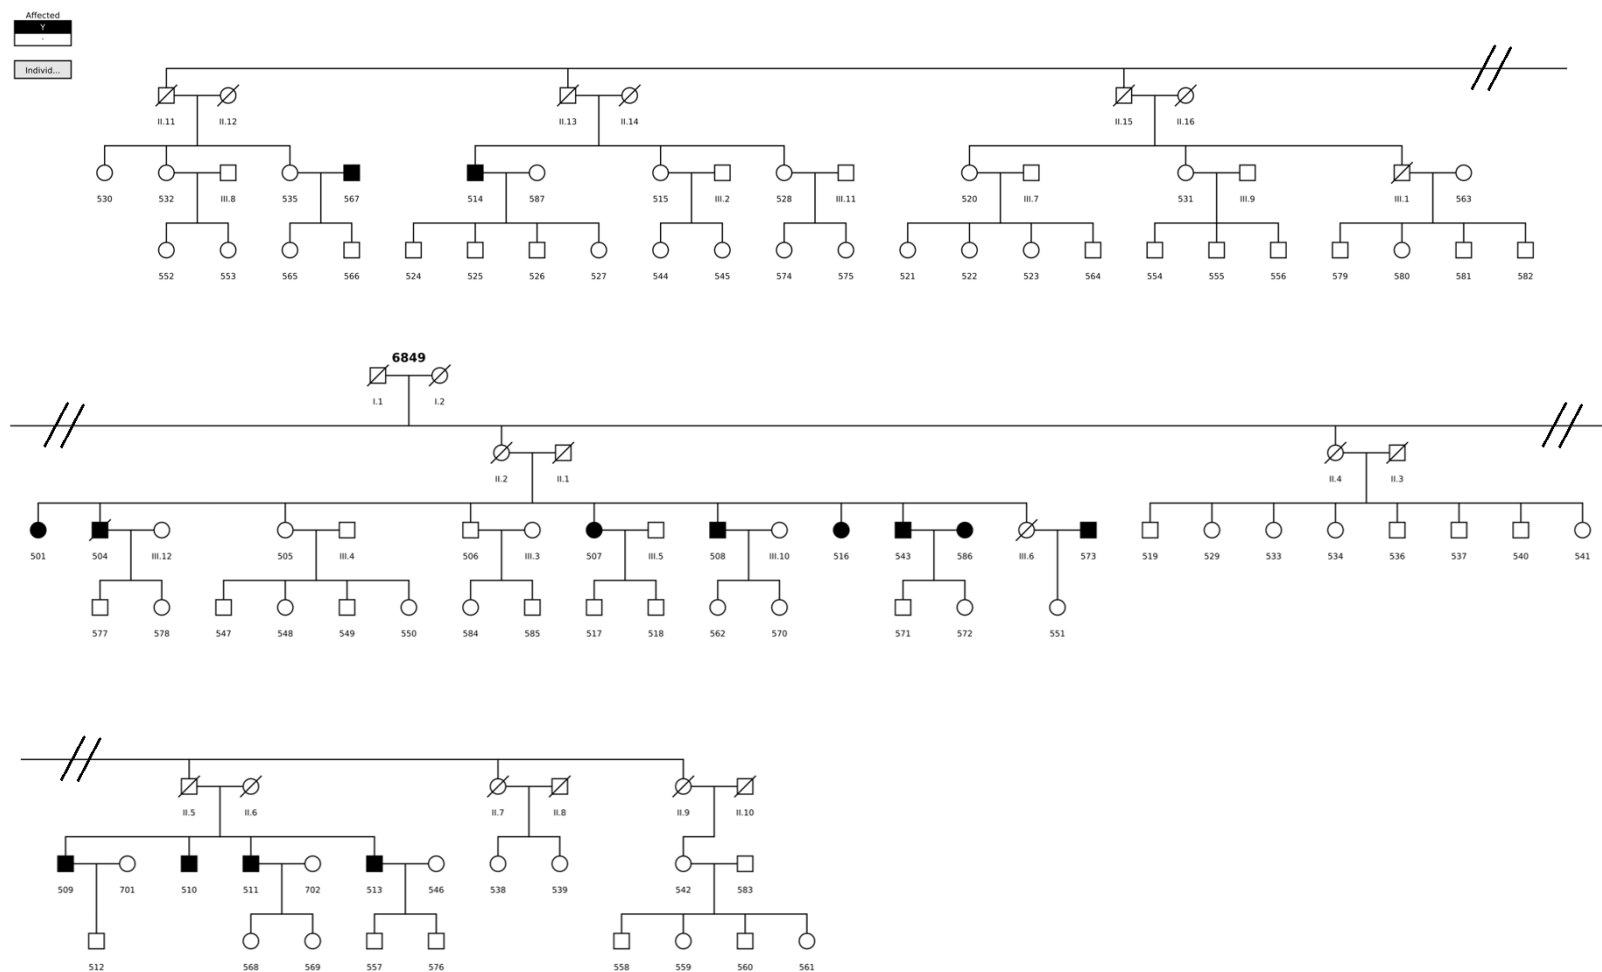 Affected
Y
-
Individ...
II.11 II.12 II.13 II.14 II.15 II.16
530 532 III.8 535 567 514 587 515 III.2 528 III.11 520 III.7 531 III.9 III.1 563
552 553 565 566 524 525 526 527 544 545 574 575 521 522 523 564 554 555 556 579 580 581 582
6849
I.1 I.2
II.2 II.1 II.4 II.3
501 504 III.12 505 III.4 506 III.3 507 III.5 508 III.10 516 543 586 III.6 573 519 529 533 534 536 537 540 541
577 578 547 548 549 550 584 585 517 518 562 570 571 572 551
II.5 II.6 II.7 II.8 II.9 II.10
509 701 510 511 702 513 546 538 539 542 583
512 568 569 557 576 558 559 560 561